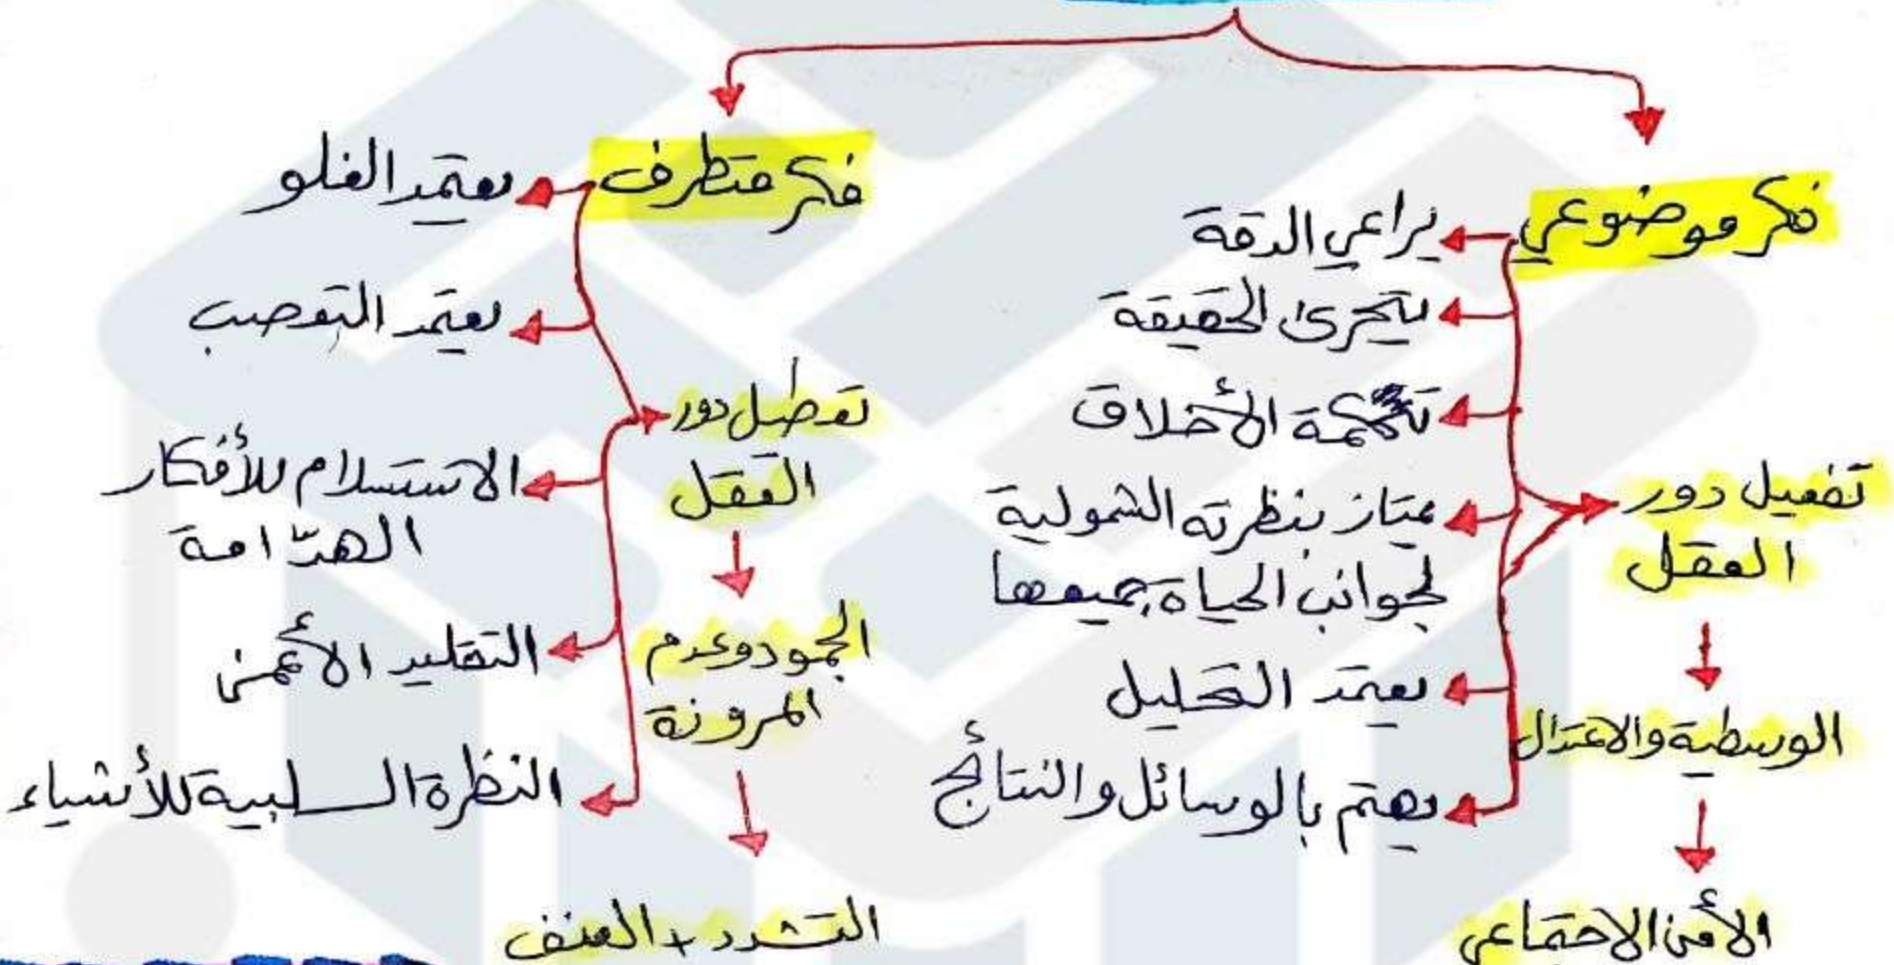 فكر موضوعي
يراعي الدقة
يتحرى الحقيقة
تحكمه الأخلاق
يمتاز بنظرته الشمولية
لجوانب الحياة جميعها
يعتمد التحليل
يهتم بالوسائل والنتائج
تفعيل دور
العقل
الوسطية والاعتدال
الأمن الاجتماعي
فكر متطرف
يعتمد الغلو
يعتمد التعصب
تعطيل دور
العقل
الاستسلام للأفكار
الهدّامة
التقليد الأعمى
النظرة السلبية للأشياء
الجمود وعدم
المرونة
التشدد + العنف